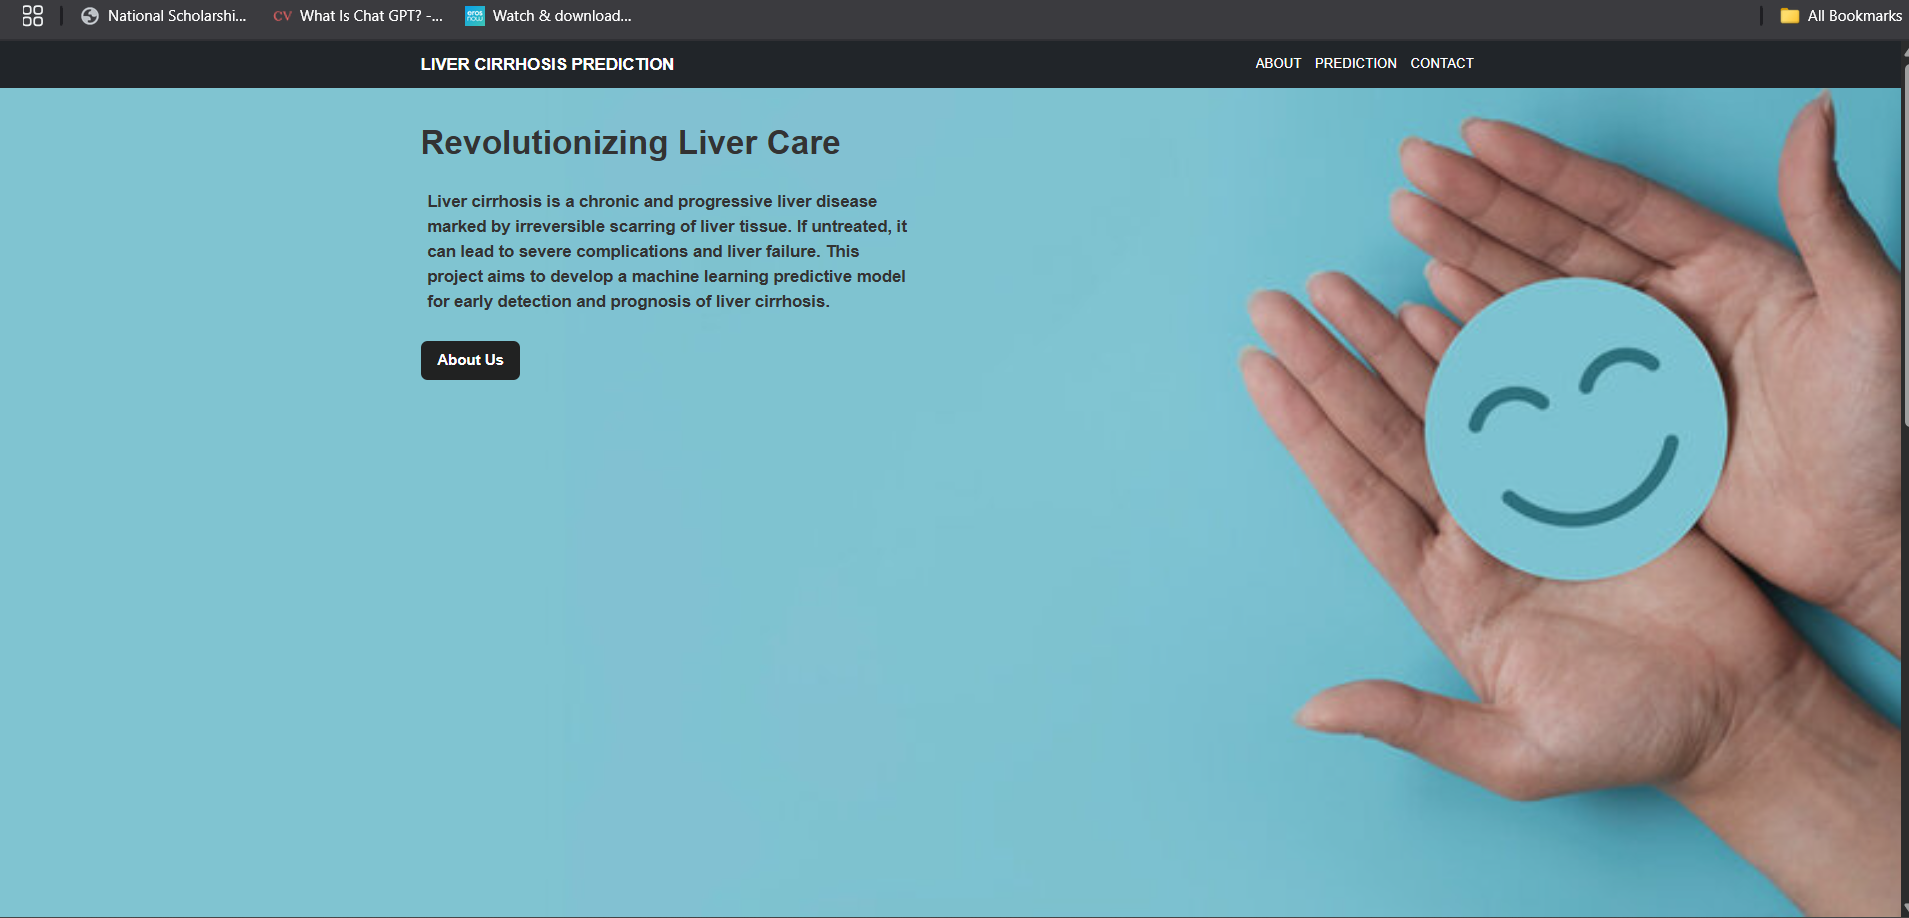 National Scholarshi...
CV What Is Chat GPT? -...
eros now Watch & download...
All Bookmarks
LIVER CIRRHOSIS PREDICTION
ABOUT PREDICTION CONTACT
Revolutionizing Liver Care
Liver cirrhosis is a chronic and progressive liver disease
marked by irreversible scarring of liver tissue. If untreated, it
can lead to severe complications and liver failure. This
project aims to develop a machine learning predictive model
for early detection and prognosis of liver cirrhosis.
About Us